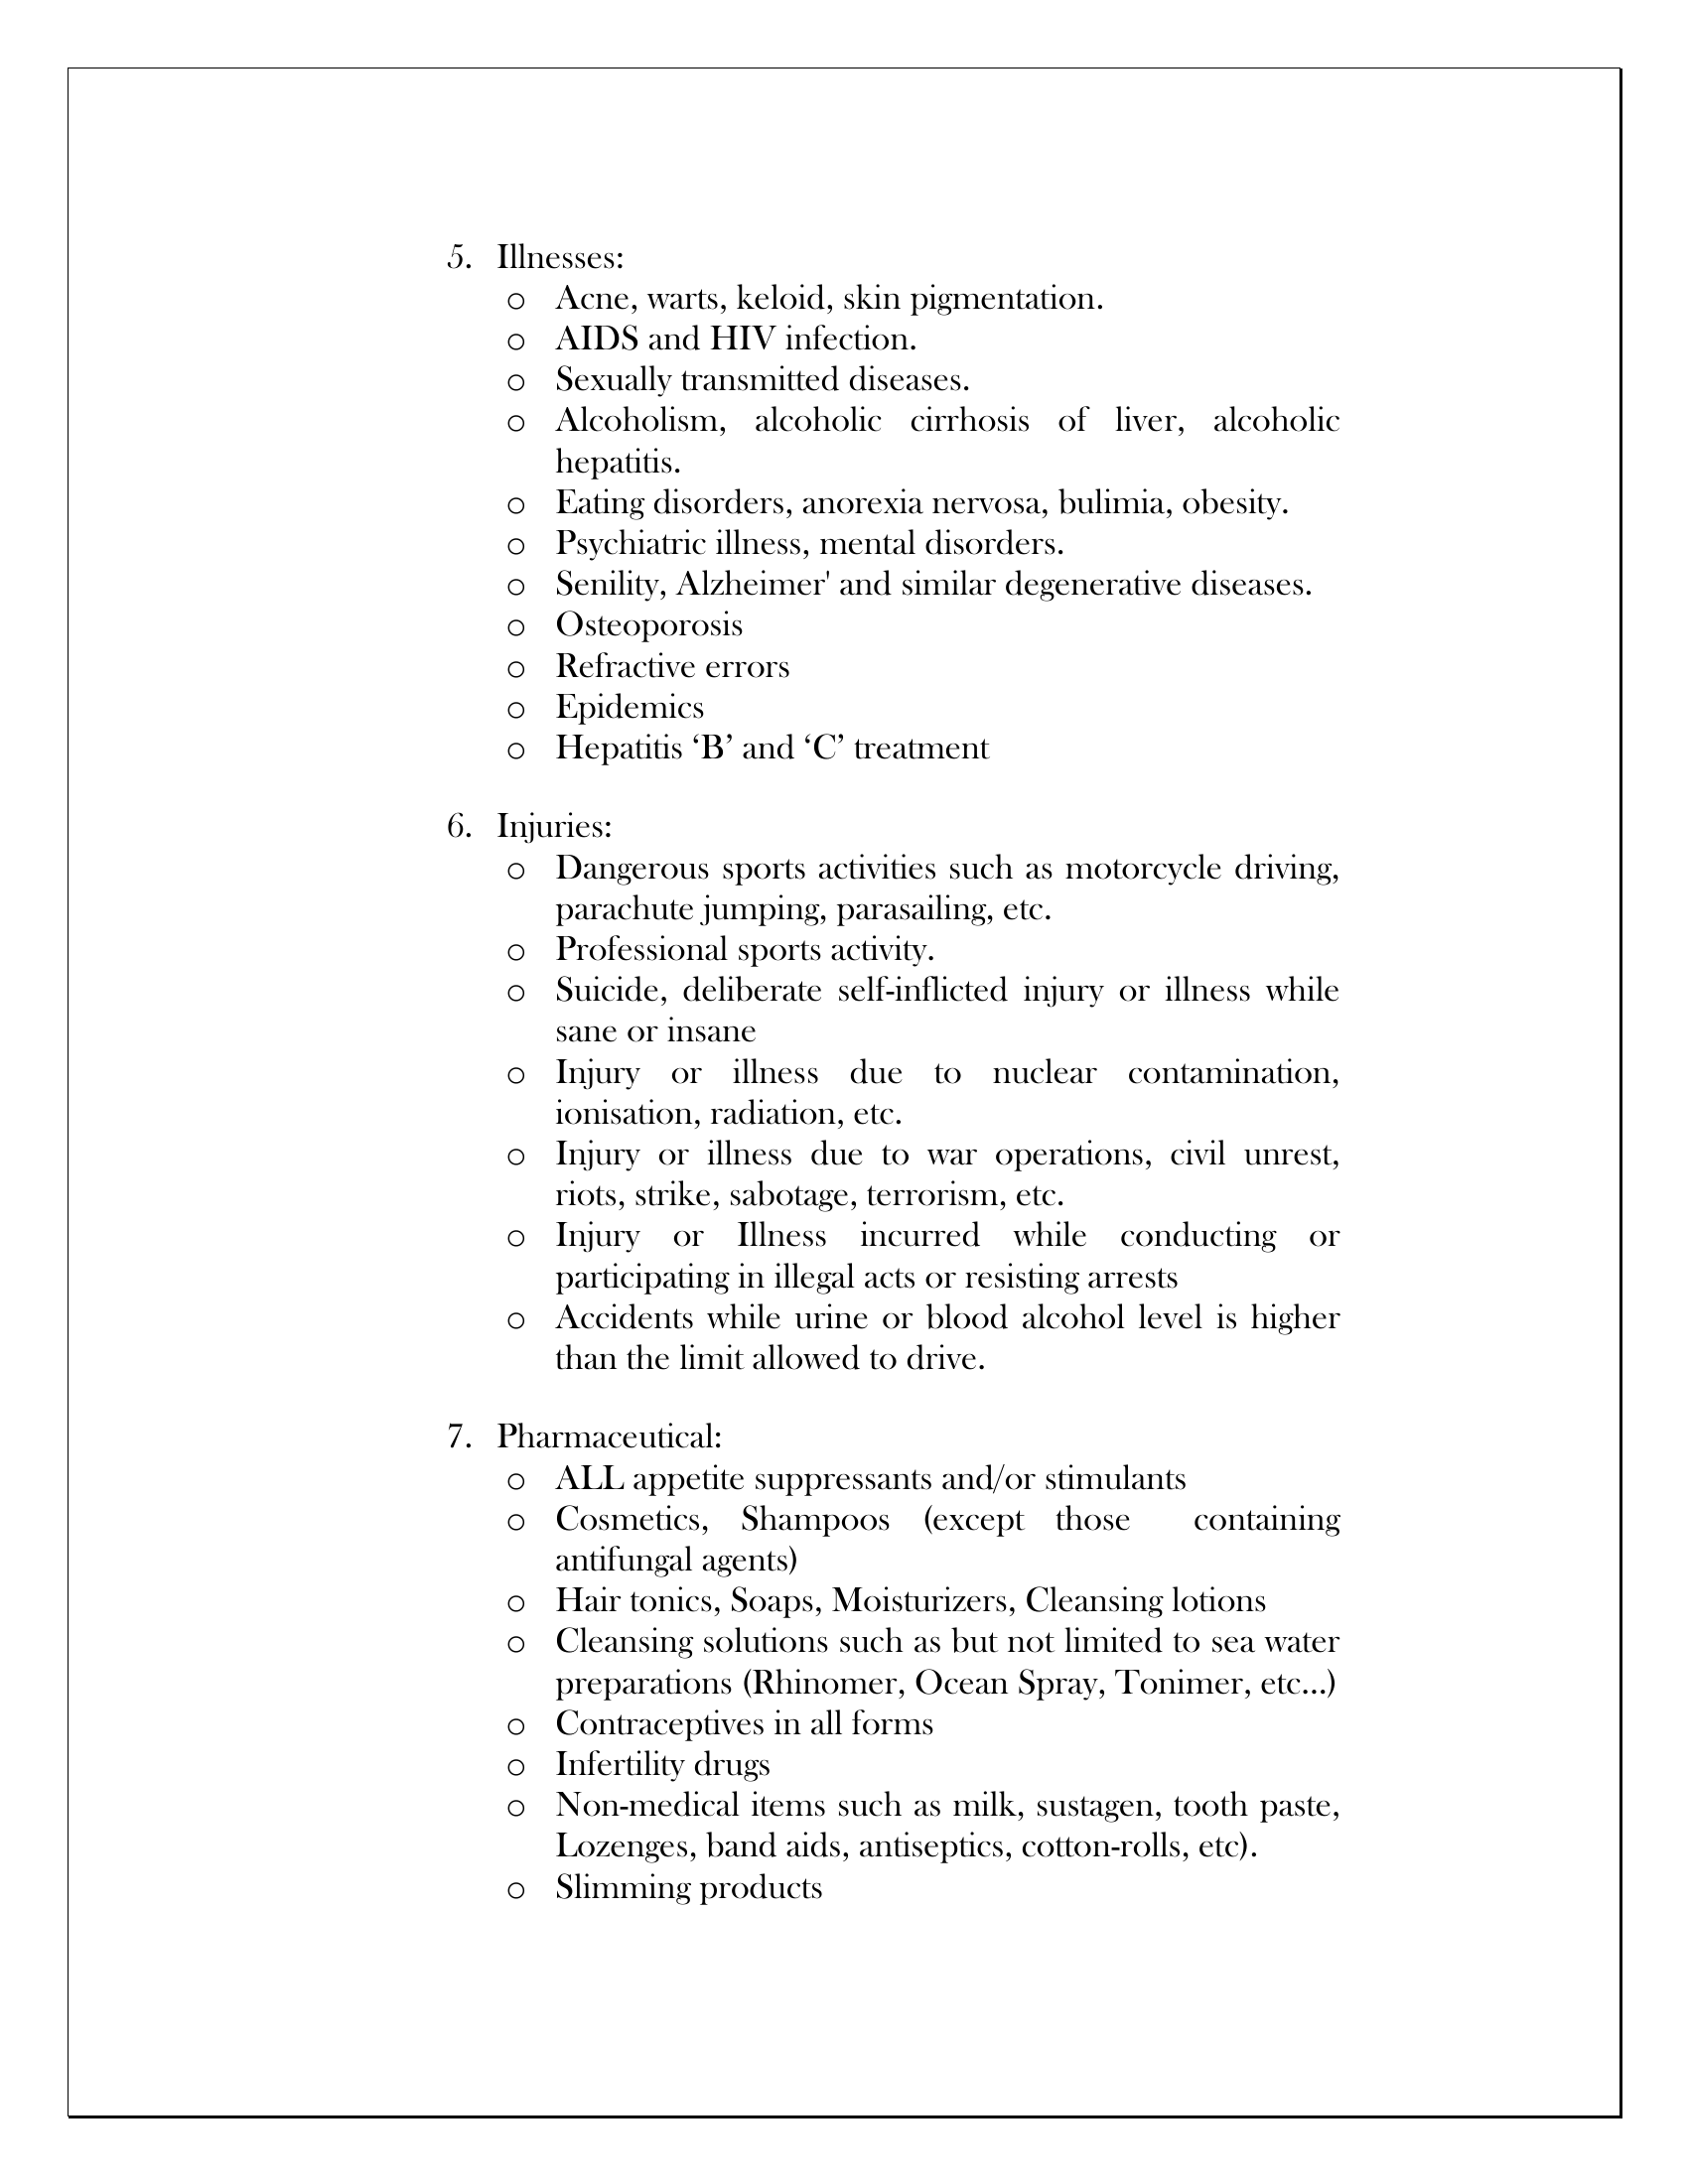 5. Illnesses:
o Acne, warts, keloid, skin pigmentation.
o AIDS and HIV infection.
o Sexually transmitted diseases.
o Alcoholism, alcoholic cirrhosis of liver, alcoholic
hepatitis.
o Eating disorders, anorexia nervosa, bulimia, obesity.
o Psychiatric illness, mental disorders.
o Senility, Alzheimer' and similar degenerative diseases.
o Osteoporosis
o Refractive errors
o Epidemics
o Hepatitis ‘B’ and ‘C’ treatment
6. Injuries:
o Dangerous sports activities such as motorcycle driving,
parachute jumping, parasailing, etc.
o Professional sports activity.
o Suicide, deliberate self-inflicted injury or illness while
sane or insane
o Injury or illness due to nuclear contamination,
ionisation, radiation, etc.
o Injury or illness due to war operations, civil unrest,
riots, strike, sabotage, terrorism, etc.
o Injury or Illness incurred while conducting or
participating in illegal acts or resisting arrests
o Accidents while urine or blood alcohol level is higher
than the limit allowed to drive.
7. Pharmaceutical:
o ALL appetite suppressants and/or stimulants
o Cosmetics, Shampoos (except those containing
antifungal agents)
o Hair tonics, Soaps, Moisturizers, Cleansing lotions
o Cleansing solutions such as but not limited to sea water
preparations (Rhinomer, Ocean Spray, Tonimer, etc...)
o Contraceptives in all forms
o Infertility drugs
o Non-medical items such as milk, sustagen, tooth paste,
Lozenges, band aids, antiseptics, cotton-rolls, etc).
o Slimming products